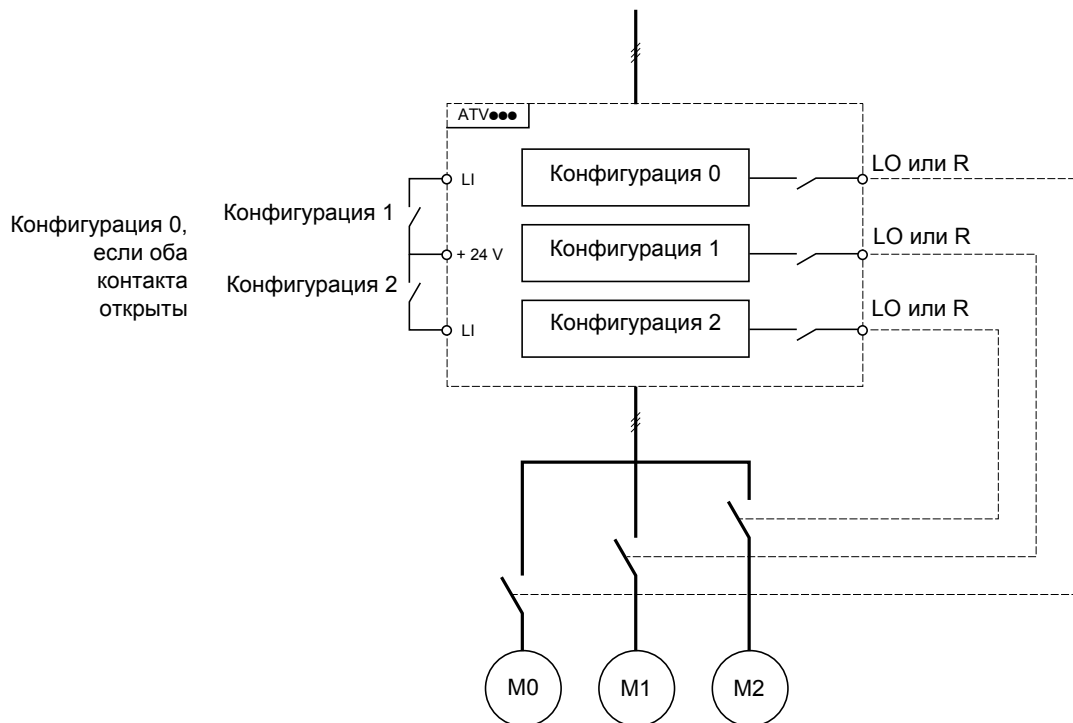 ATV●●●
LI
Конфигурация 0
LO или R
Конфигурация 0,
если оба
контакта
открыты
Конфигурация 1
+ 24 V
Конфигурация 1
LO или R
Конфигурация 2
LI
Конфигурация 2
LO или R
M0
M1
M2